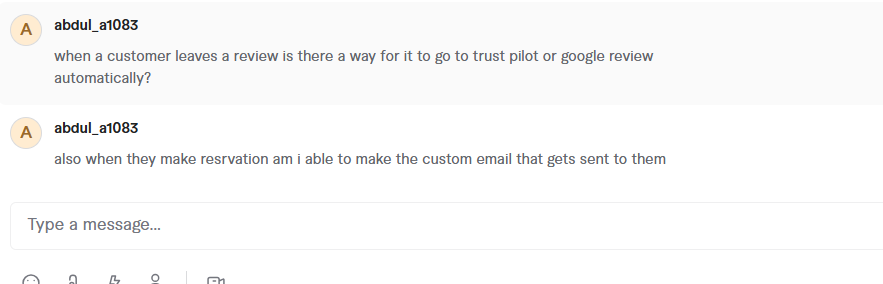 A
abdul_a1083
when a customer leaves a review is there a way for it to go to trust pilot or google review
automatically?
A
abdul_a1083
also when they make resrvation am i able to make the custom email that gets sent to them
Type a message...